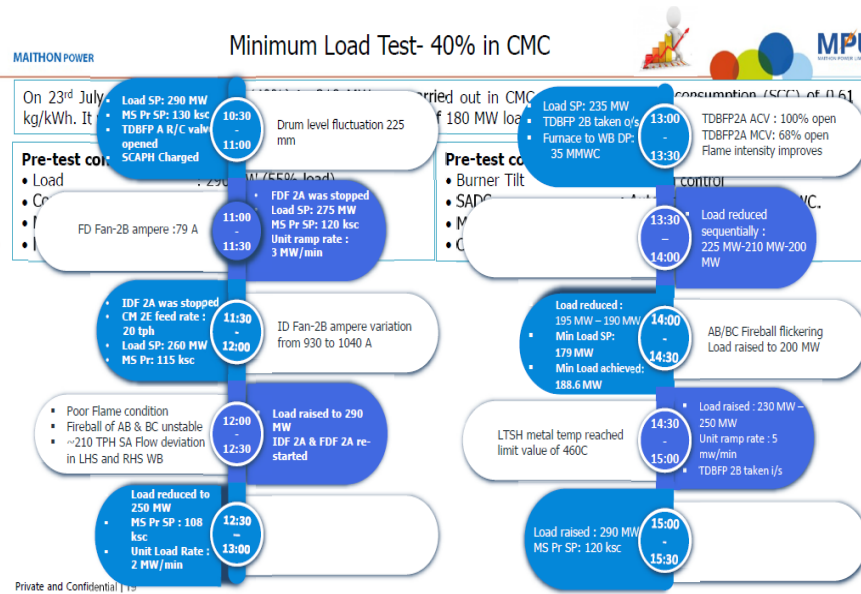 Minimum Load Test- 40% in CMC
MAITHON POWER
MPL
MAITHON POWER LIMITED
On 23rd July
rried out in CMC
consumption (SCC) of 0.61
kg/kWh. It
f 180 MW loa
Pre-test con
• Load : 290 MW (55% load)
• Co
Pre-test co
• Burner Tilt
control
• SADC
WC.
• M
• C
▪ Load SP: 290 MW
▪ MS Pr SP: 130 ksc
▪ TDBFP A R/C valve
opened
▪ SCAPH Charged
10:30
-
11:00
Drum level fluctuation 225
mm
FD Fan-2B ampere :79 A
11:00
-
11:30
▪ FDF 2A was stopped
▪ Load SP: 275 MW
▪ MS Pr SP: 120 ksc
▪ Unit ramp rate :
3 MW/min
▪ IDF 2A was stopped
▪ CM 2E feed rate :
20 tph
▪ Load SP: 260 MW
▪ MS Pr: 115 ksc
11:30
-
12:00
ID Fan-2B ampere variation
from 930 to 1040 A
▪ Poor Flame condition
▪ Fireball of AB & BC unstable
▪ ~210 TPH SA Flow deviation
in LHS and RHS WB
12:00
-
12:30
▪ Load raised to 290
MW
▪ IDF 2A & FDF 2A re-
started
▪ Load reduced to
250 MW
▪ MS Pr SP : 108
ksc
▪ Unit Load Rate :
2 MW/min
12:30
–
13:00
▪ Load SP: 235 MW
▪ TDBFP 2B taken o/s
▪ Furnace to WB DP:
35 MMWC
13:00
-
13:30
TDBFP2A ACV : 100% open
TDBFP2A MCV: 68% open
Flame intensity improves
13:30
–
14:00
▪ Load reduced
sequentially :
225 MW-210 MW-200
MW
▪ Load reduced :
195 MW – 190 MW
▪ Min Load SP:
179 MW
▪ Min Load achieved:
188.6 MW
14:00
-
14:30
AB/BC Fireball flickering
Load raised to 200 MW
LTSH metal temp reached
limit value of 460C
14:30
-
15:00
▪ Load raised : 230 MW –
250 MW
▪ Unit ramp rate : 5
mw/min
▪ TDBFP 2B taken i/s
Load raised : 290 MW
MS Pr SP: 120 ksc
15:00
-
15:30
Private and Confidential | 19